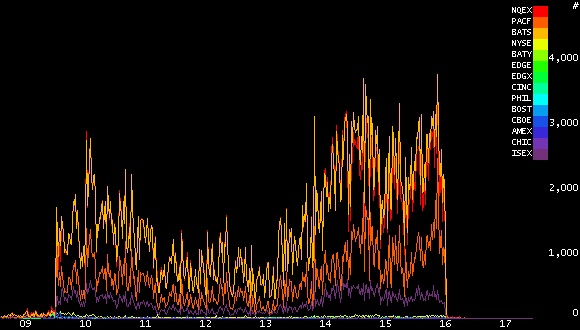 #
NQEX
PACF
BATS
NYSE
BATY
EDGE
EDGX
CINC
PHIL
BOST
CBOE
AMEX
CHIC
ISEX
4,000
3,000
2,000
1,000
0
09 10 11 12 13 14 15 16 17